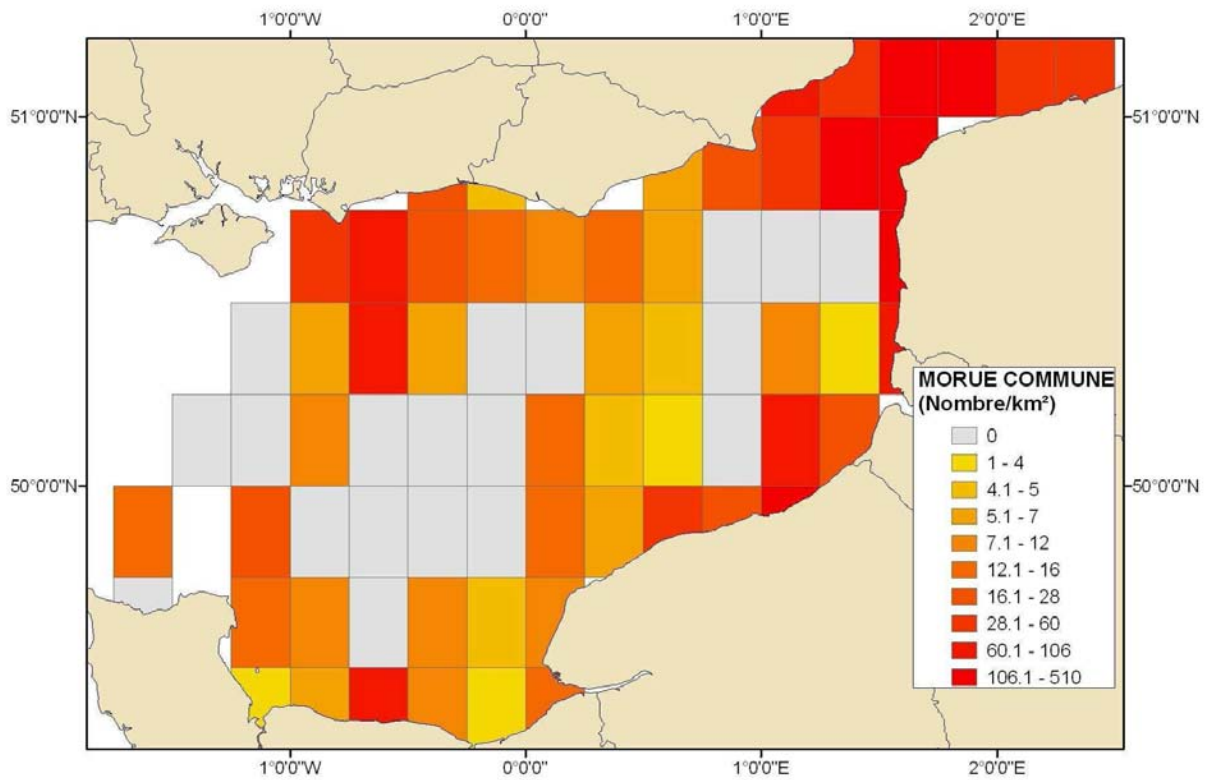 1°0'0"W 0°0'0" 1°0'0"E 2°0'0"E
51°0'0"N 51°0'0"N
MORUE COMMUNE
(Nombre/km²)
0
1 - 4
4.1 - 5
5.1 - 7
7.1 - 12
12.1 - 16
16.1 - 28
28.1 - 60
60.1 - 106
106.1 - 510
50°0'0"N 50°0'0"N
1°0'0"W 0°0'0" 1°0'0"E 2°0'0"E